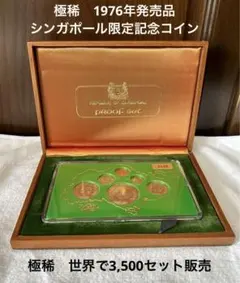 極稀　1976年発売品
シンガポール限定記念コイン
PROOF SET
極稀　世界で3,500セット販売